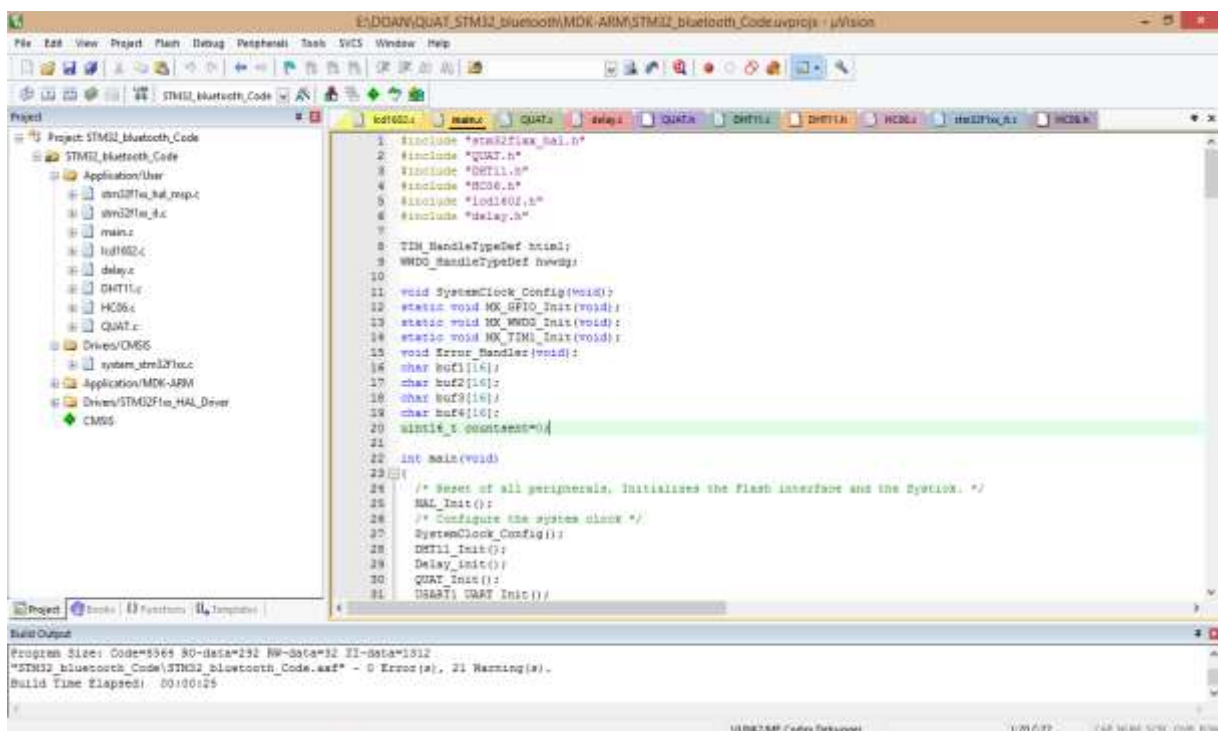 E:\DOAN\QUAT_STM32_bluetooth\MDK-ARM\STM32_bluetooth_Code.uvprojx - µVision
File Edit View Project Flash Debug Peripherals Tools SVCS Window Help
STM32_bluetooth_Code
Project
Project: STM32_bluetooth_Code
STM32_bluetooth_Code
Application/User
stm32f1xx_hal_msp.c
stm32f1xx_it.c
main.c
lcd1602.c
delay.c
DHT11.c
HC06.c
QUAT.c
Drivers/CMSIS
system_stm32f1xx.c
Application/MDK-ARM
Drivers/STM32F1xx_HAL_Driver
CMSIS
Project Books Functions Templates
lcd1602.c main.c QUAT.c delay.c QUAT.h DHT11.c DHT11.h HC06.c stm32f1xx_it.c HC06.h
1 #include "stm32f1xx_hal.h"
2 #include "QUAT.h"
3 #include "DHT11.h"
4 #include "HC06.h"
5 #include "lcd1602.h"
6 #include "delay.h"
7
8 TIM_HandleTypeDef htim1;
9 WWDG_HandleTypeDef hwwdg;
10
11 void SystemClock_Config(void);
12 static void MX_GPIO_Init(void);
13 static void MX_WWDG_Init(void);
14 static void MX_TIM1_Init(void);
15 void Error_Handler(void);
16 char buf1[16];
17 char buf2[16];
18 char buf3[16];
19 char buf4[16];
20 uint16_t countsent=0;
21
22 int main(void)
23 {
24 /* Reset of all peripherals, Initializes the Flash interface and the Systick. */
25 HAL_Init();
26 /* Configure the system clock */
27 SystemClock_Config();
28 DHT11_Init();
29 Delay_init();
30 QUAT_Init();
31 USART1_UART_Init();
Build Output
Program Size: Code=9569 RO-data=292 RW-data=32 ZI-data=1312
"STM32_bluetooth_Code\STM32_bluetooth_Code.axf" - 0 Error(s), 21 Warning(s).
Build Time Elapsed: 00:00:25